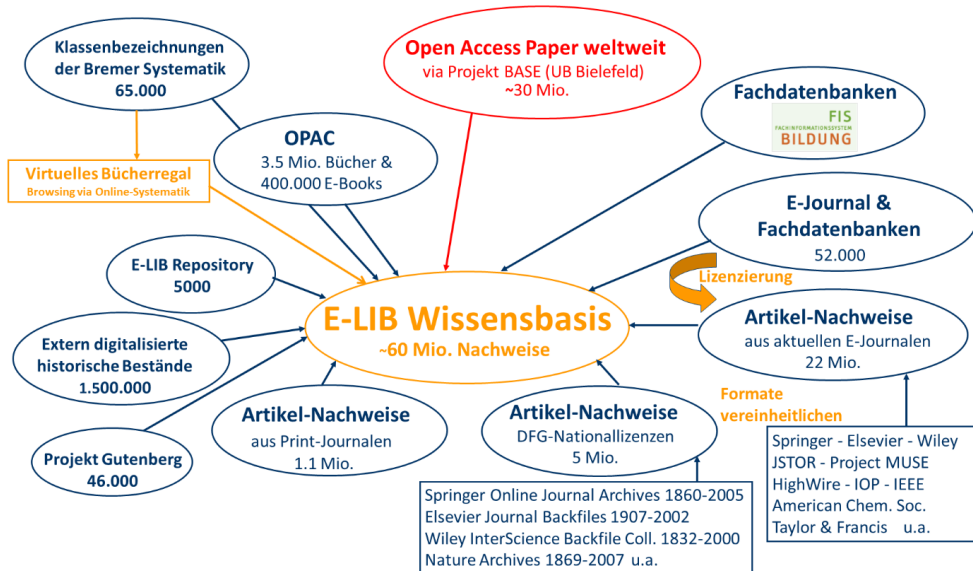 Klassenbezeichnungen
der Bremer Systematik
65.000
Open Access Paper weltweit
via Projekt BASE (UB Bielefeld)
~30 Mio.
Fachdatenbanken
FIS
FACHINFORMATIONSSYSTEM
BILDUNG
OPAC
3.5 Mio. Bücher &
400.000 E-Books
Virtuelles Bücherregal
Browsing via Online-Systematik
E-Journal &
Fachdatenbanken
52.000
Lizenzierung
E-LIB Repository
5000
E-LIB Wissensbasis
~60 Mio. Nachweise
Artikel-Nachweise
aus aktuellen E-Journalen
22 Mio.
Extern digitalisierte
historische Bestände
1.500.000
Projekt Gutenberg
46.000
Artikel-Nachweise
aus Print-Journalen
1.1 Mio.
Artikel-Nachweise
DFG-Nationallizenzen
5 Mio.
Formate
vereinheitlichen
Springer Online Journal Archives 1860-2005
Elsevier Journal Backfiles 1907-2002
Wiley InterScience Backfile Coll. 1832-2000
Nature Archives 1869-2007 u.a.
Springer - Elsevier - Wiley
JSTOR - Project MUSE
HighWire - IOP - IEEE
American Chem. Soc.
Taylor & Francis u.a.